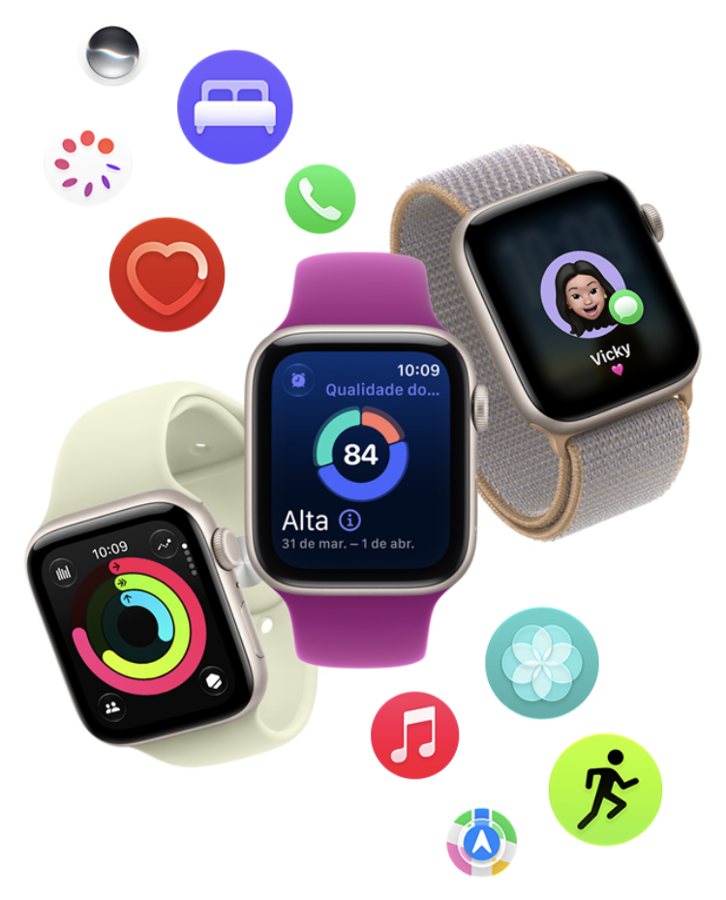 Vicky
10:09
Qualidade do...
84
Alta
31 de mar. – 1 de abr.
10:09